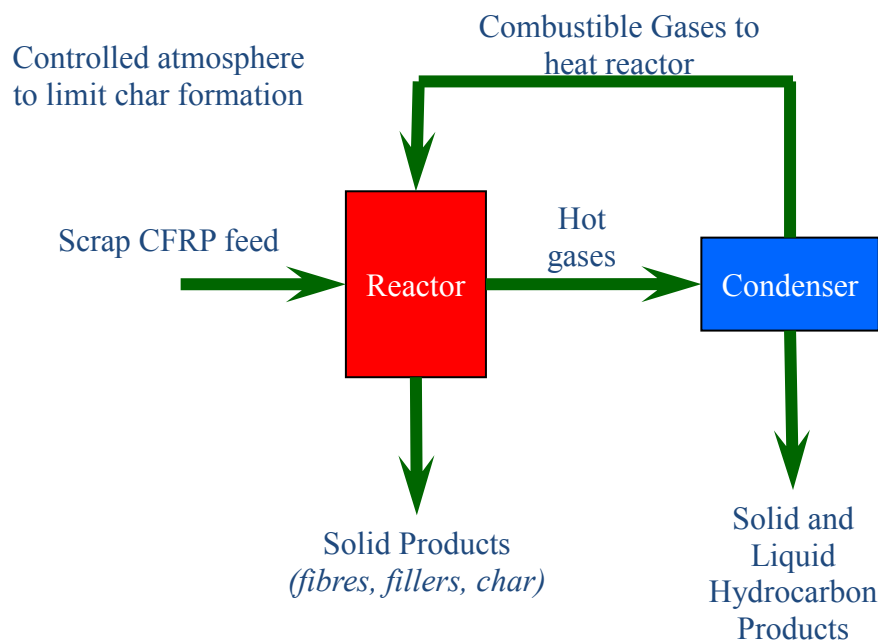 Combustible Gases to
heat reactor
Controlled atmosphere
to limit char formation
Scrap CFRP feed
Reactor
Hot
gases
Condenser
Solid Products
(fibres, fillers, char)
Solid and
Liquid
Hydrocarbon
Products